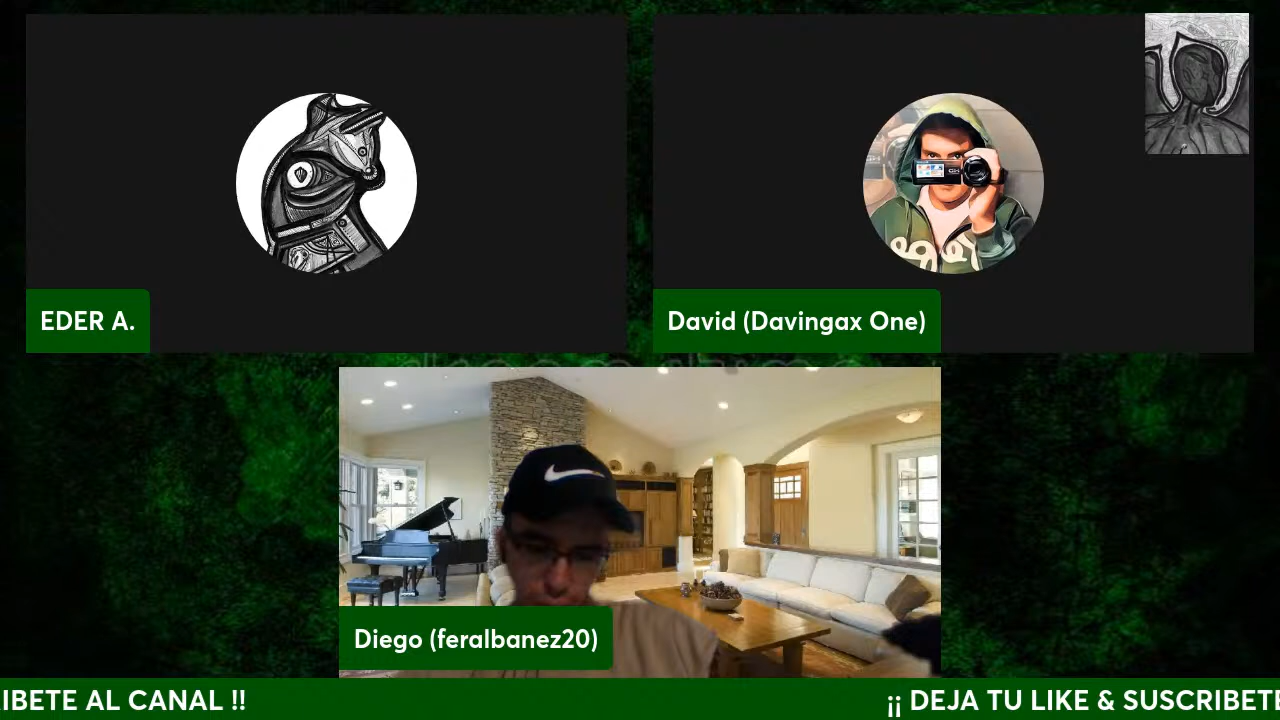 EDER A.
David (Davingax One)
Diego (feralbanez20)
IBETE AL CANAL !!
¡¡ DEJA TU LIKE & SUSCRIBETE